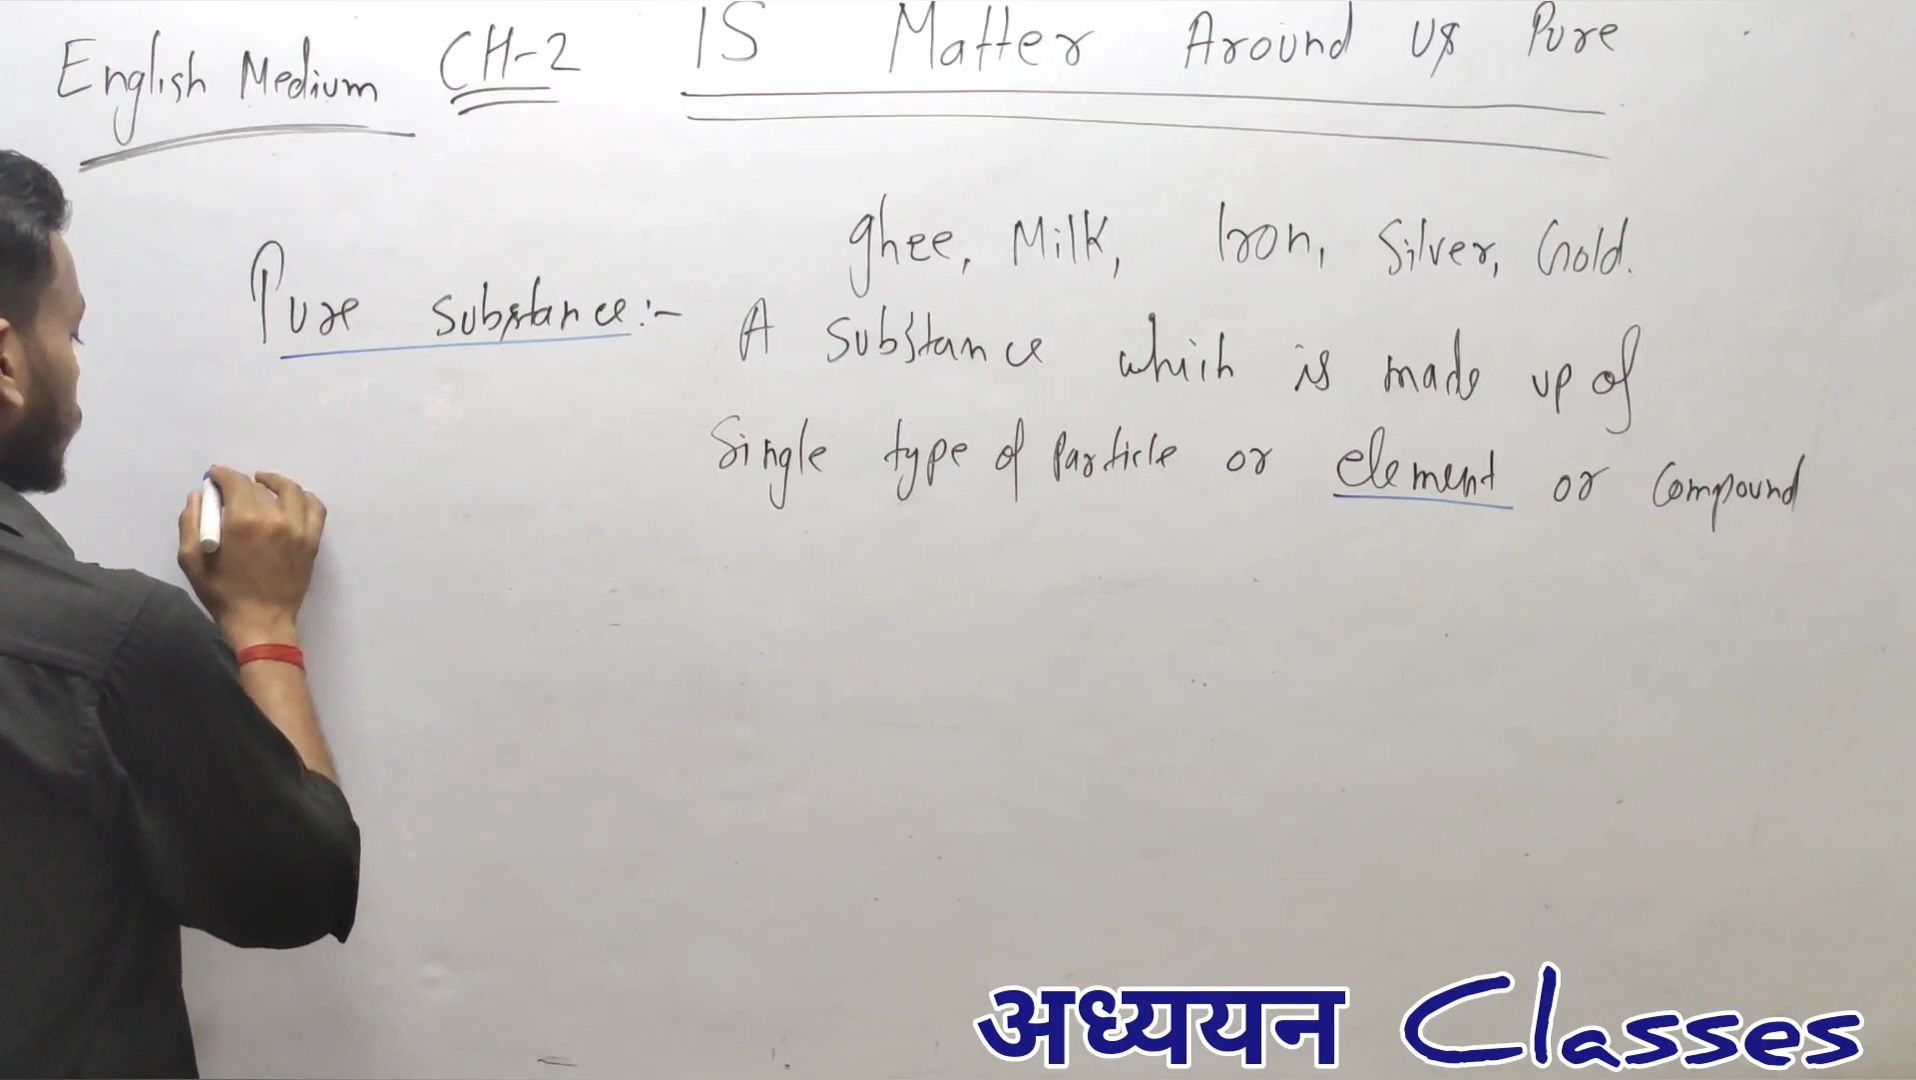 English Medium CH-2 IS Matter Around us Pure
ghee, Milk, Iron, Silver, Gold.
Pure substance:- A substance which is made up of
Single type of Particle or element or Compound
अध्ययन Classes